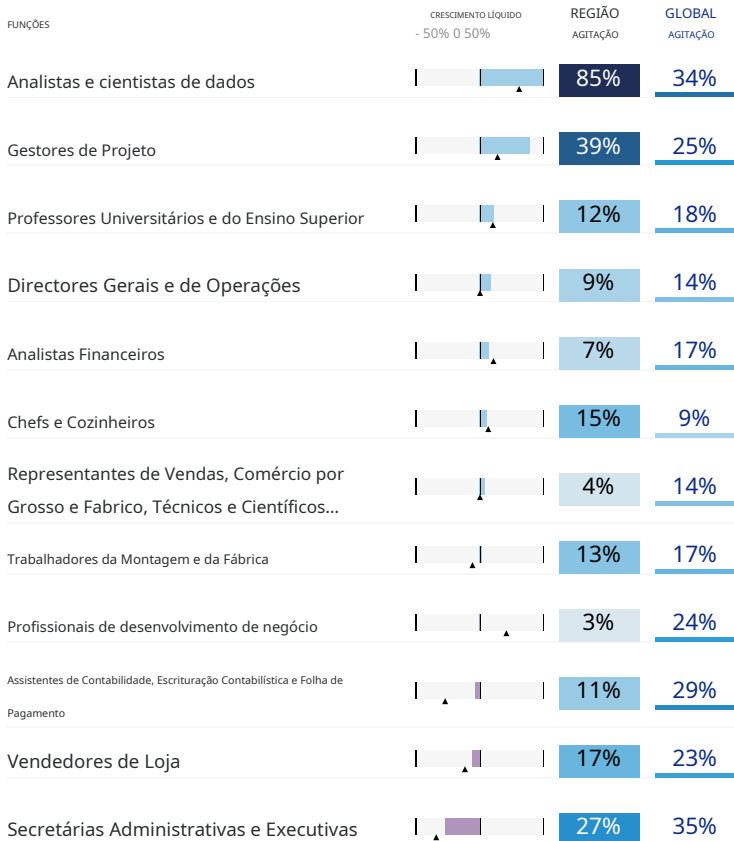 FUNÇÕES CRESCIMENTO LÍQUIDO REGIÃO GLOBAL
- 50% 0 50% AGITAÇÃO AGITAÇÃO
Analistas e cientistas de dados 85% 34%
Gestores de Projeto 39% 25%
Professores Universitários e do Ensino Superior 12% 18%
Directores Gerais e de Operações 9% 14%
Analistas Financeiros 7% 17%
Chefs e Cozinheiros 15% 9%
Representantes de Vendas, Comércio por
Grosso e Fabrico, Técnicos e Científicos... 4% 14%
Trabalhadores da Montagem e da Fábrica 13% 17%
Profissionais de desenvolvimento de negócio 3% 24%
Assistentes de Contabilidade, Escrituração Contabilística e Folha de
Pagamento 11% 29%
Vendedores de Loja 17% 23%
Secretárias Administrativas e Executivas 27% 35%